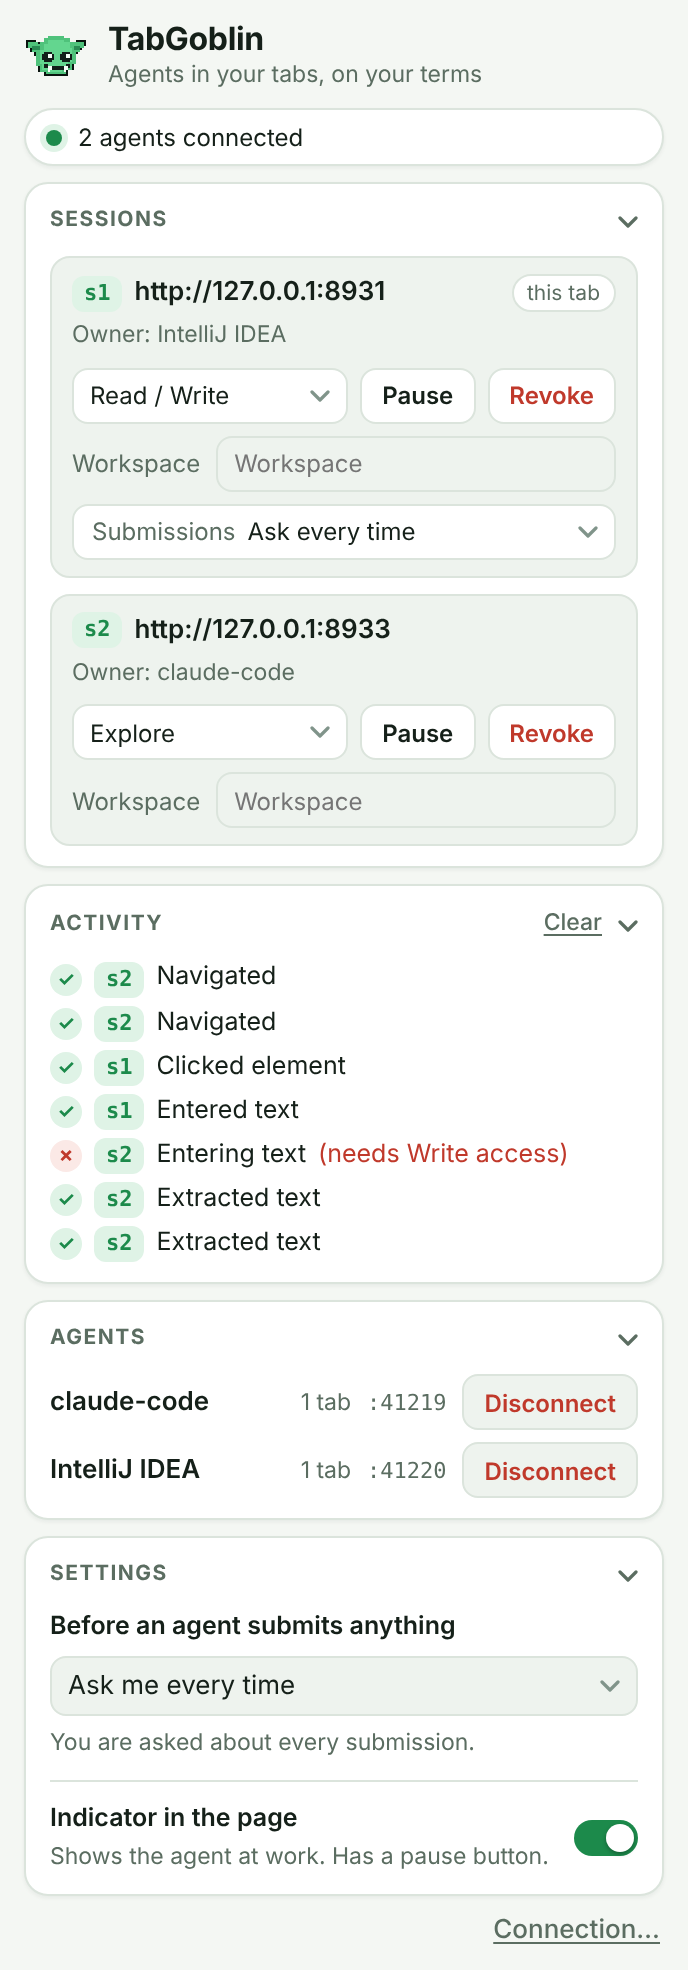 TabGoblin
Agents in your tabs, on your terms
2 agents connected
SESSIONS
s1 http://127.0.0.1:8931 this tab
Owner: IntelliJ IDEA
Read / Write Pause Revoke
Workspace Workspace
Submissions Ask every time
s2 http://127.0.0.1:8933
Owner: claude-code
Explore Pause Revoke
Workspace Workspace
ACTIVITY Clear
s2 Navigated
s2 Navigated
s1 Clicked element
s1 Entered text
s2 Entering text (needs Write access)
s2 Extracted text
s2 Extracted text
AGENTS
claude-code 1 tab :41219 Disconnect
IntelliJ IDEA 1 tab :41220 Disconnect
SETTINGS
Before an agent submits anything
Ask me every time
You are asked about every submission.
Indicator in the page
Shows the agent at work. Has a pause button.
Connection...